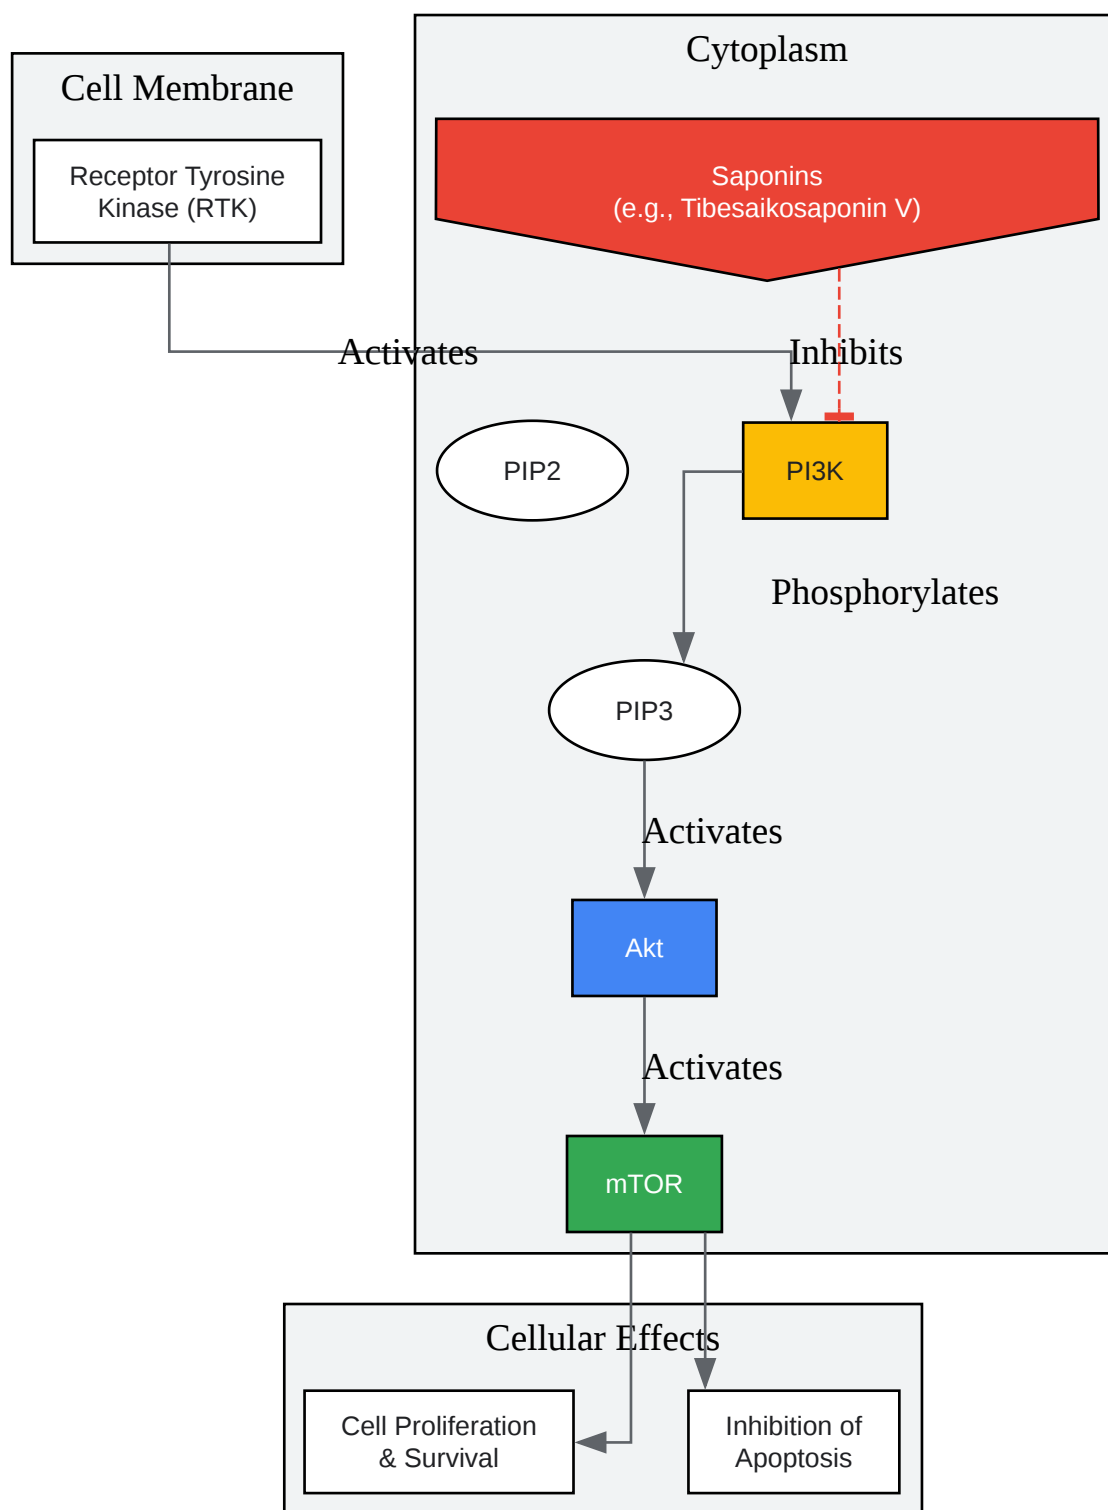 Cytoplasm
Cell Membrane
Receptor Tyrosine
Kinase (RTK)
Saponins
(e.g., Tibesaikosaponin V)
Activates
Inhibits
PIP2
PI3K
Phosphorylates
PIP3
Activates
Akt
Activates
mTOR
Cellular Effects
Cell Proliferation
& Survival
Inhibition of
Apoptosis